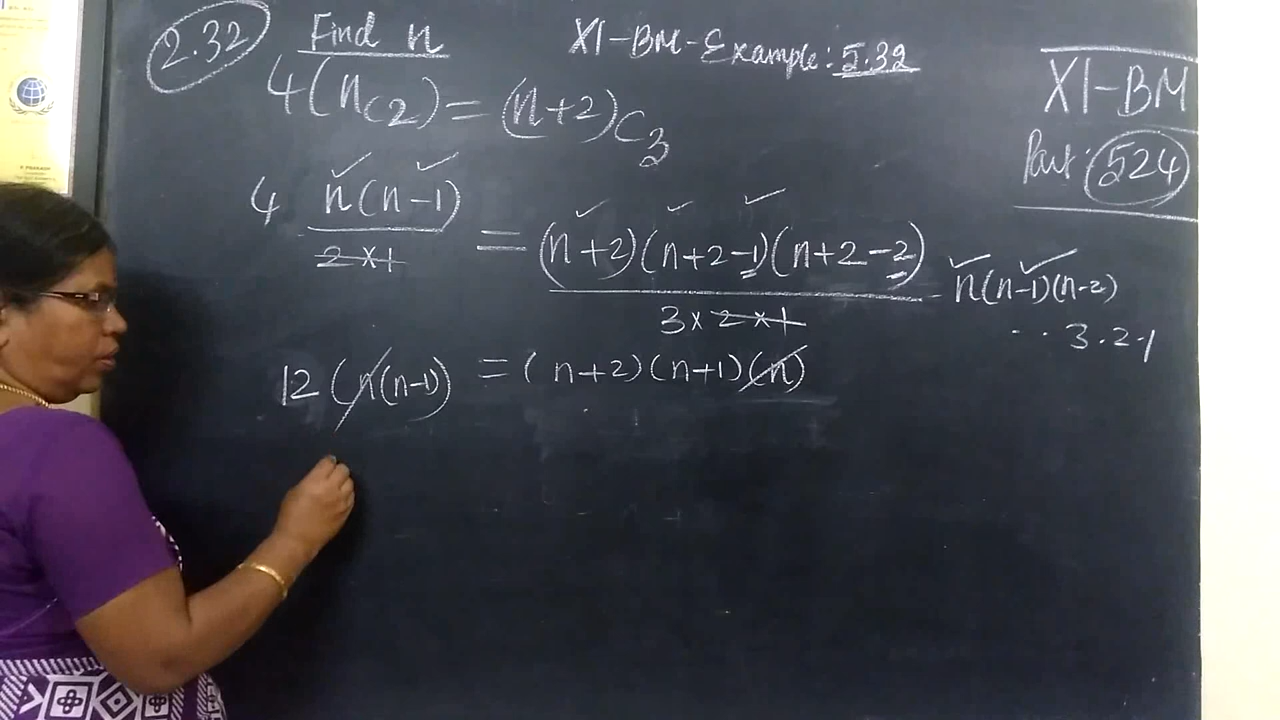 2.32
Find n
XI-BM-Example: 5.32
XI-BM
Part: 524
4(nC2) = (n+2)C3
4 n(n-1) / 2×1 = (n+2)(n+2-1)(n+2-2) / 3×2×1
n(n-1)(n-2)
... 3.2.1
12 (n(n-1)) = (n+2)(n+1)(n)